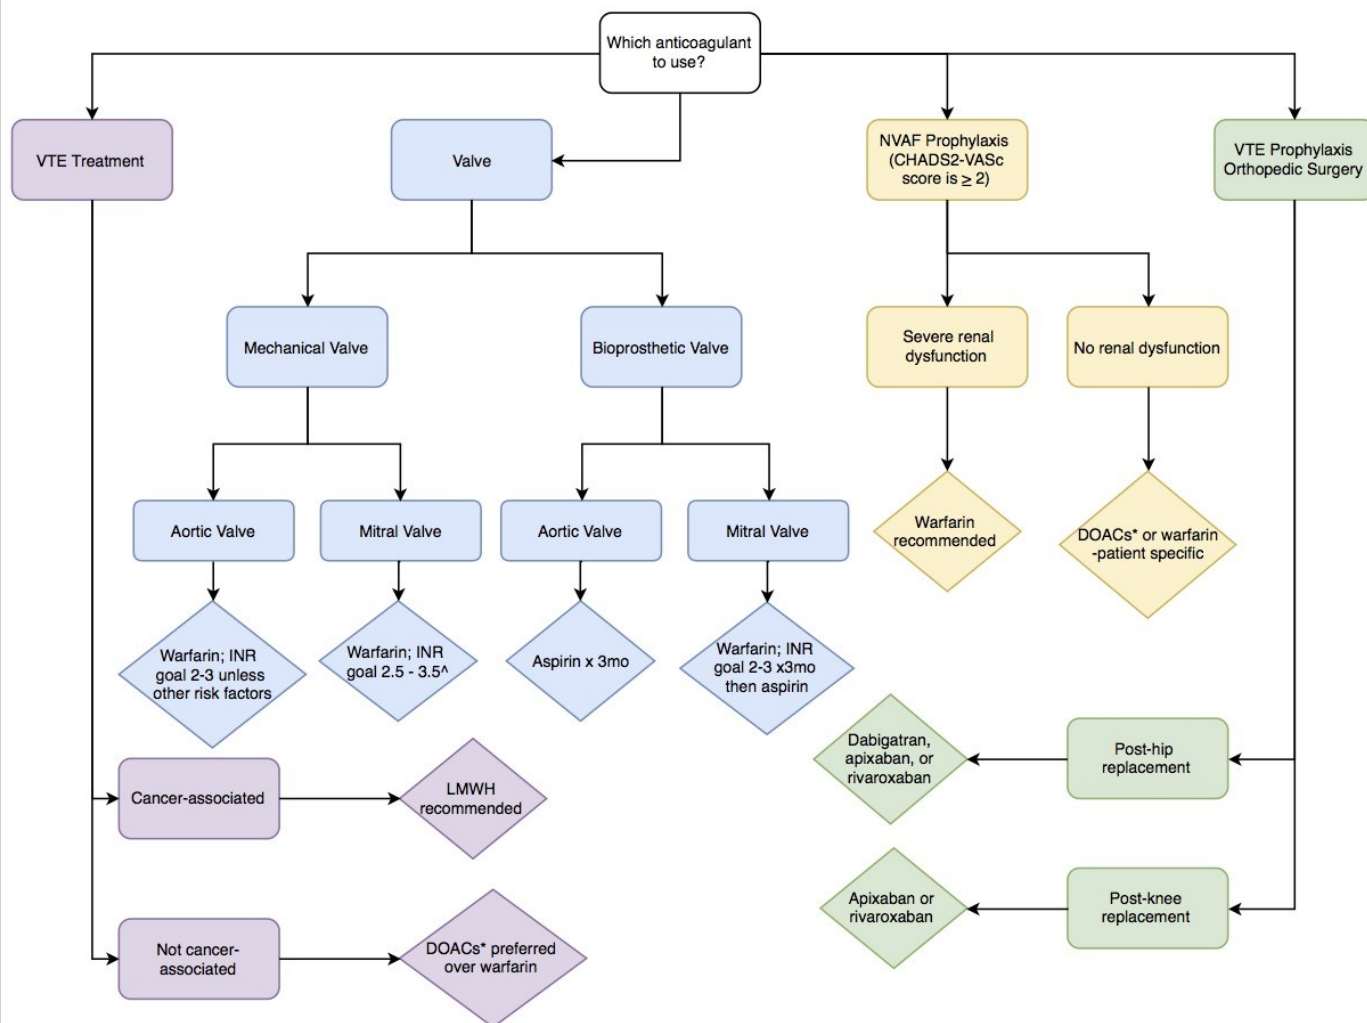 Which anticoagulant
to use?
VTE Treatment
Valve
NVAF Prophylaxis
(CHADS2-VASc
score is ≥ 2)
VTE Prophylaxis
Orthopedic Surgery
Mechanical Valve
Bioprosthetic Valve
Severe renal
dysfunction
No renal dysfunction
Aortic Valve
Mitral Valve
Aortic Valve
Mitral Valve
Warfarin
recommended
DOACs* or warfarin
-patient specific
Warfarin; INR
goal 2-3 unless
other risk factors
Warfarin; INR
goal 2.5 - 3.5^
Aspirin x 3mo
Warfarin; INR
goal 2-3 x3mo
then aspirin
Cancer-associated
LMWH
recommended
Dabigatran,
apixaban, or
rivaroxaban
Post-hip
replacement
Not cancer-
associated
DOACs* preferred
over warfarin
Apixaban or
rivaroxaban
Post-knee
replacement